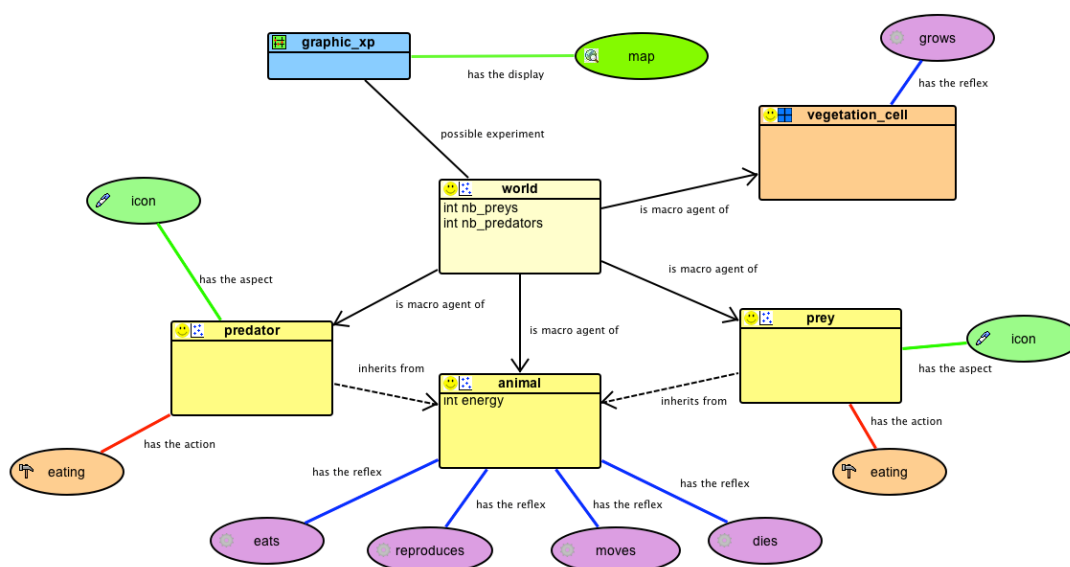 grows
graphic_xp
map
has the display
has the reflex
vegetation_cell
possible experiment
icon
world
int nb_preys
int nb_predators
is macro agent of
has the aspect
is macro agent of
is macro agent of
predator
is macro agent of
prey
icon
has the aspect
inherits from
animal
int energy
inherits from
has the action
eating
has the action
eating
has the reflex
has the reflex
has the reflex
has the reflex
eats
reproduces
moves
dies